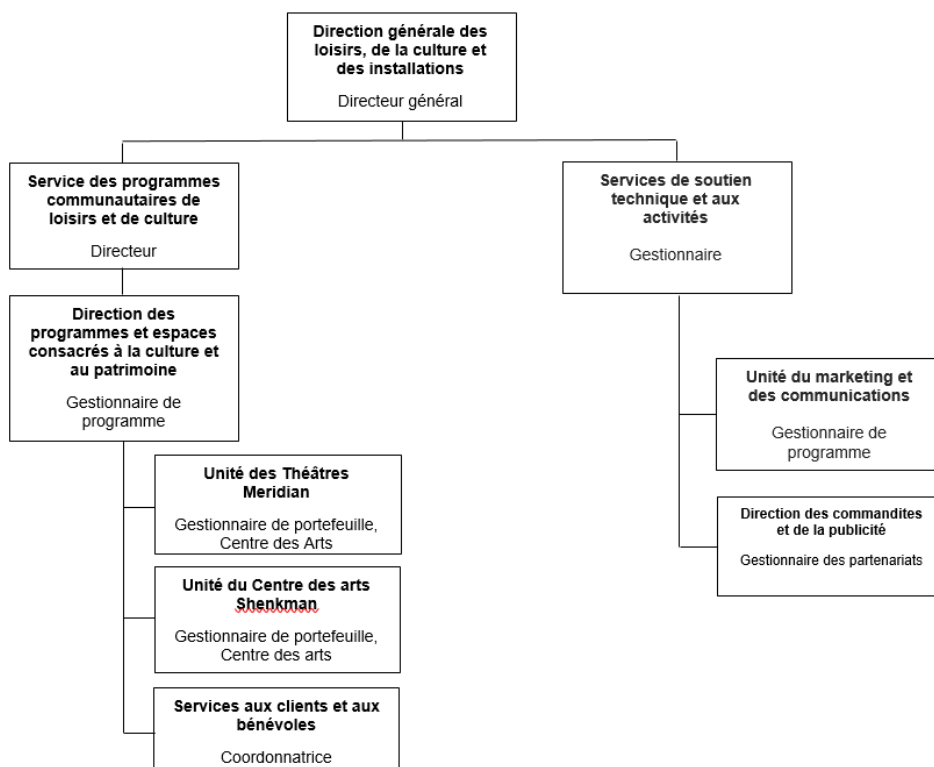 Direction générale des
loisirs, de la culture et
des installations
Directeur général
Service des programmes
communautaires de
loisirs et de culture
Directeur
Services de soutien
technique et aux
activités
Gestionnaire
Direction des
programmes et espaces
consacrés à la culture et
au patrimoine
Gestionnaire de
programme
Unité du marketing et
des communications
Gestionnaire de
programme
Unité des Théâtres
Meridian
Gestionnaire de portefeuille,
Centre des Arts
Direction des commandites
et de la publicité
Gestionnaire des partenariats
Unité du Centre des arts
Shenkman
Gestionnaire de portefeuille,
Centre des arts
Services aux clients et aux
bénévoles
Coordonnatrice